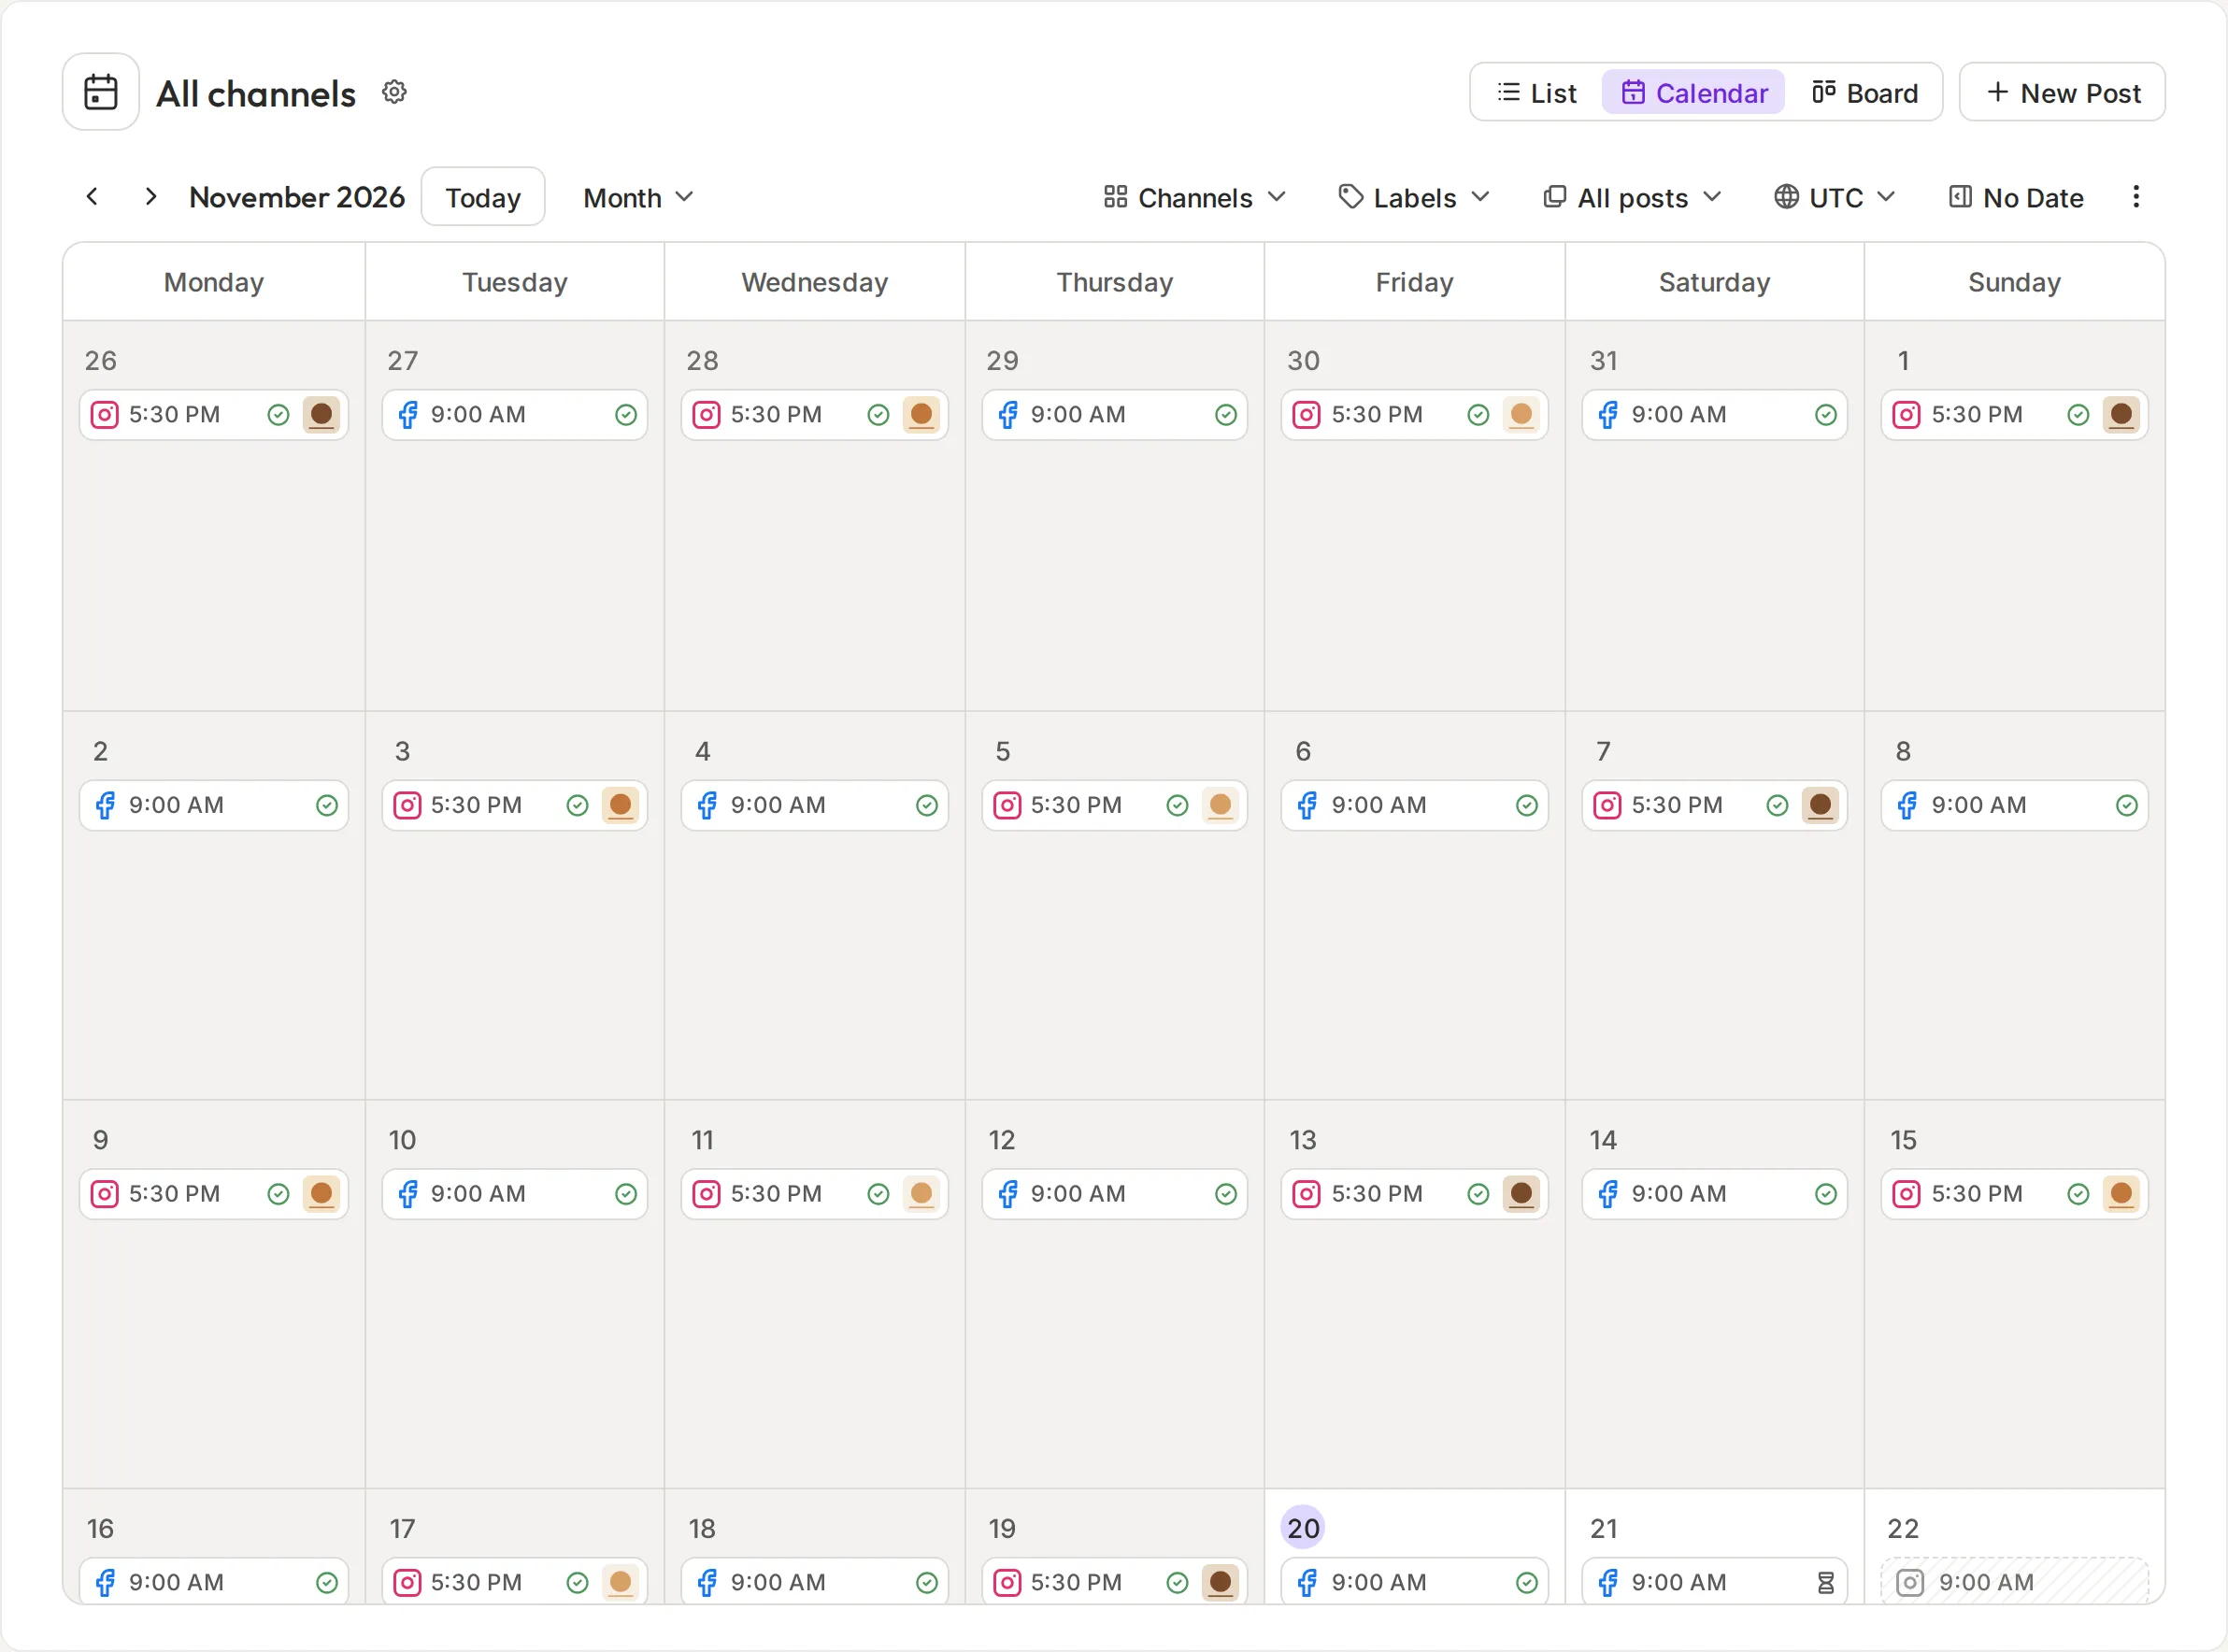 All channels
List Calendar Board + New Post
November 2026 Today Month Channels Labels All posts UTC No Date
Monday Tuesday Wednesday Thursday Friday Saturday Sunday
26 27 28 29 30 31 1
5:30 PM 9:00 AM 5:30 PM 9:00 AM 5:30 PM 9:00 AM 5:30 PM
2 3 4 5 6 7 8
9:00 AM 5:30 PM 9:00 AM 5:30 PM 9:00 AM 5:30 PM 9:00 AM
9 10 11 12 13 14 15
5:30 PM 9:00 AM 5:30 PM 9:00 AM 5:30 PM 9:00 AM 5:30 PM
16 17 18 19 20 21 22
9:00 AM 5:30 PM 9:00 AM 5:30 PM 9:00 AM 9:00 AM 9:00 AM